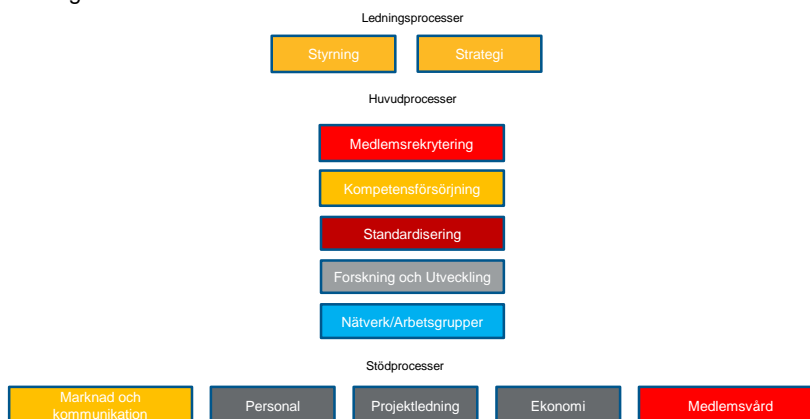 Ledningsprocesser
Styrning Strategi
Huvudprocesser
Medlemsrekrytering
Kompetensförsörjning
Standardisering
Forskning och Utveckling
Nätverk/Arbetsgrupper
Stödprocesser
Marknad och
kommunikation Personal Projektledning Ekonomi Medlemsvård